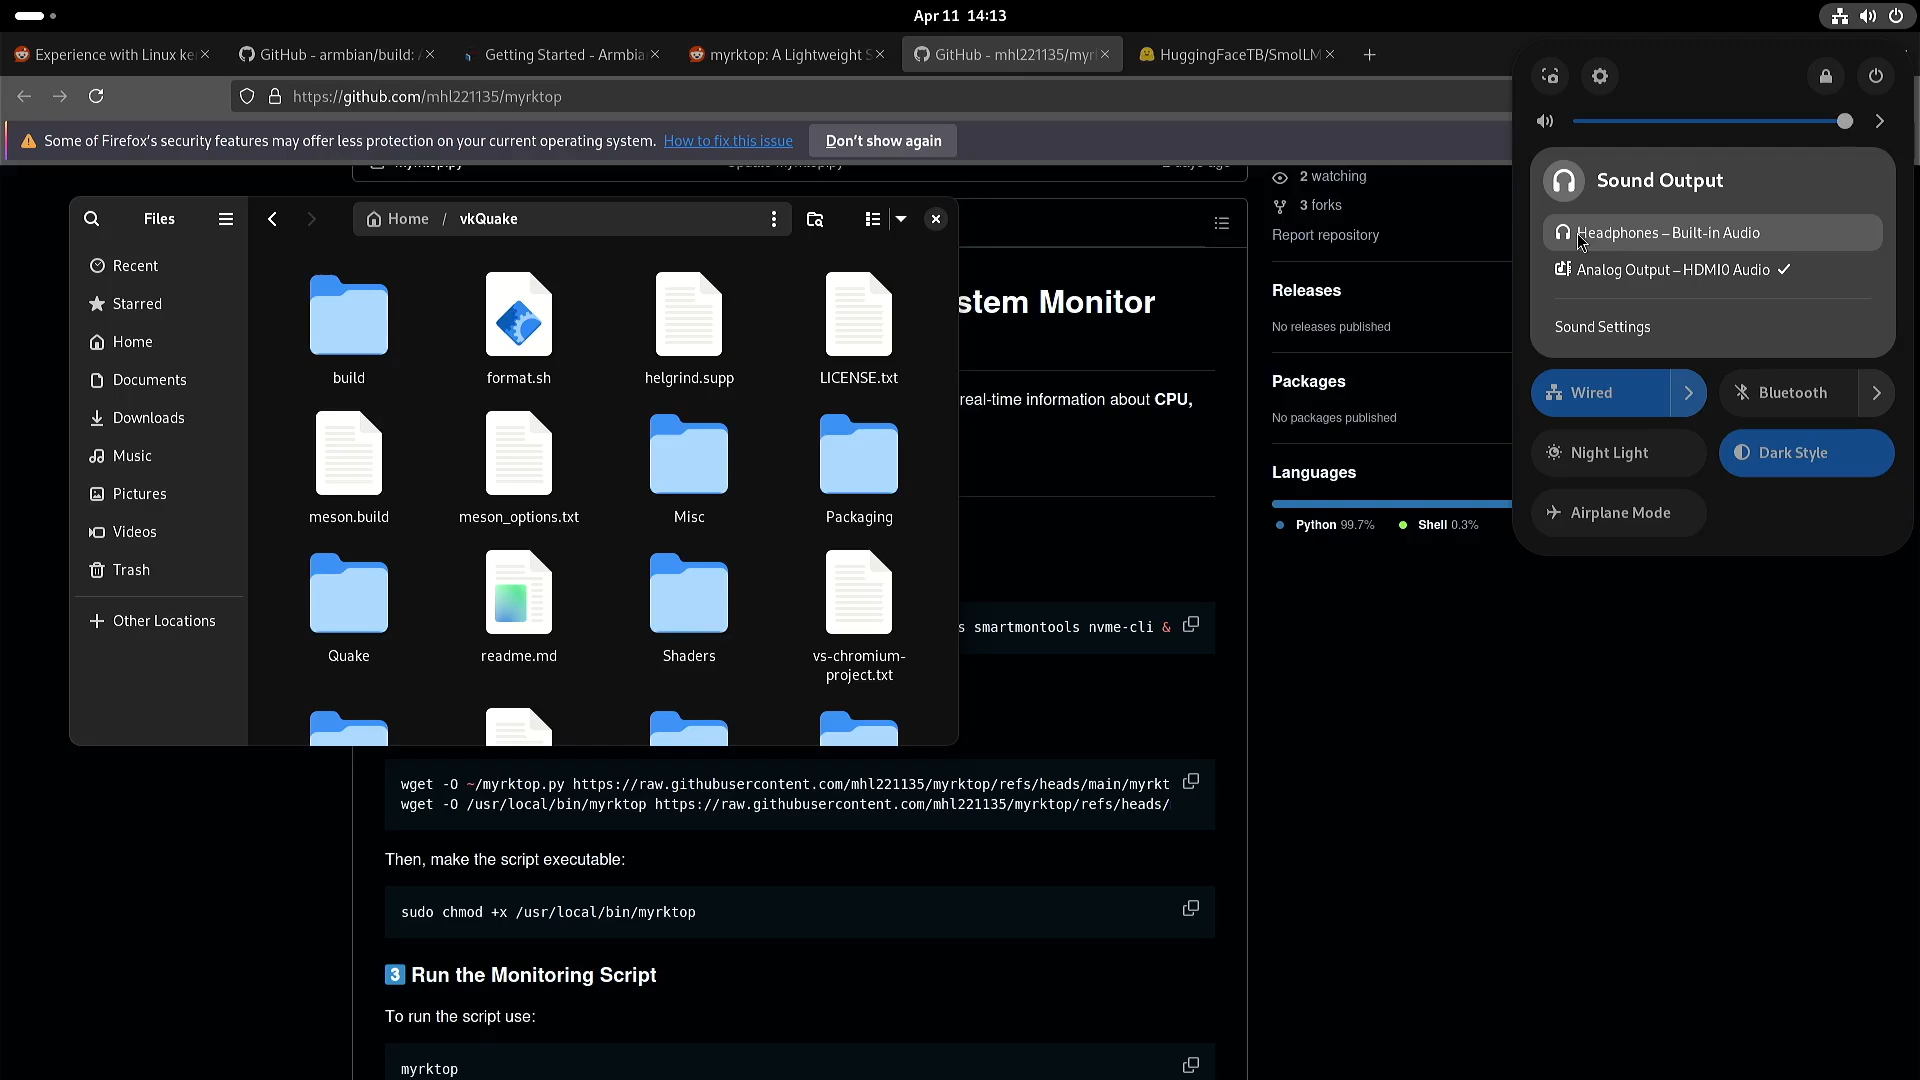 Apr 11 14:13
Experience with Linux ke
GitHub - armbian/build:
Getting Started - Armbia
myrktop: A Lightweight S
GitHub - mhl221135/myr
HuggingFaceTB/SmolLM
https://github.com/mhl221135/myrktop
Some of Firefox's security features may offer less protection on your current operating system. How to fix this issue Don't show again
2 watching
3 forks
Report repository
Releases
No releases published
Packages
No packages published
Languages
Python 99.7% Shell 0.3%
Files
Home / vkQuake
Recent
Starred
Home
Documents
Downloads
Music
Pictures
Videos
Trash
Other Locations
build
format.sh
helgrind.supp
LICENSE.txt
meson.build
meson_options.txt
Misc
Packaging
Quake
readme.md
Shaders
vs-chromium-
project.txt
stem Monitor
real-time information about CPU,
s smartmontools nvme-cli &
wget -O ~/myrktop.py https://raw.githubusercontent.com/mhl221135/myrktop/refs/heads/main/myrkt
wget -O /usr/local/bin/myrktop https://raw.githubusercontent.com/mhl221135/myrktop/refs/heads/
Then, make the script executable:
sudo chmod +x /usr/local/bin/myrktop
3 Run the Monitoring Script
To run the script use:
myrktop
Sound Output
Headphones – Built-in Audio
Analog Output – HDMI0 Audio
Sound Settings
Wired
Bluetooth
Night Light
Dark Style
Airplane Mode